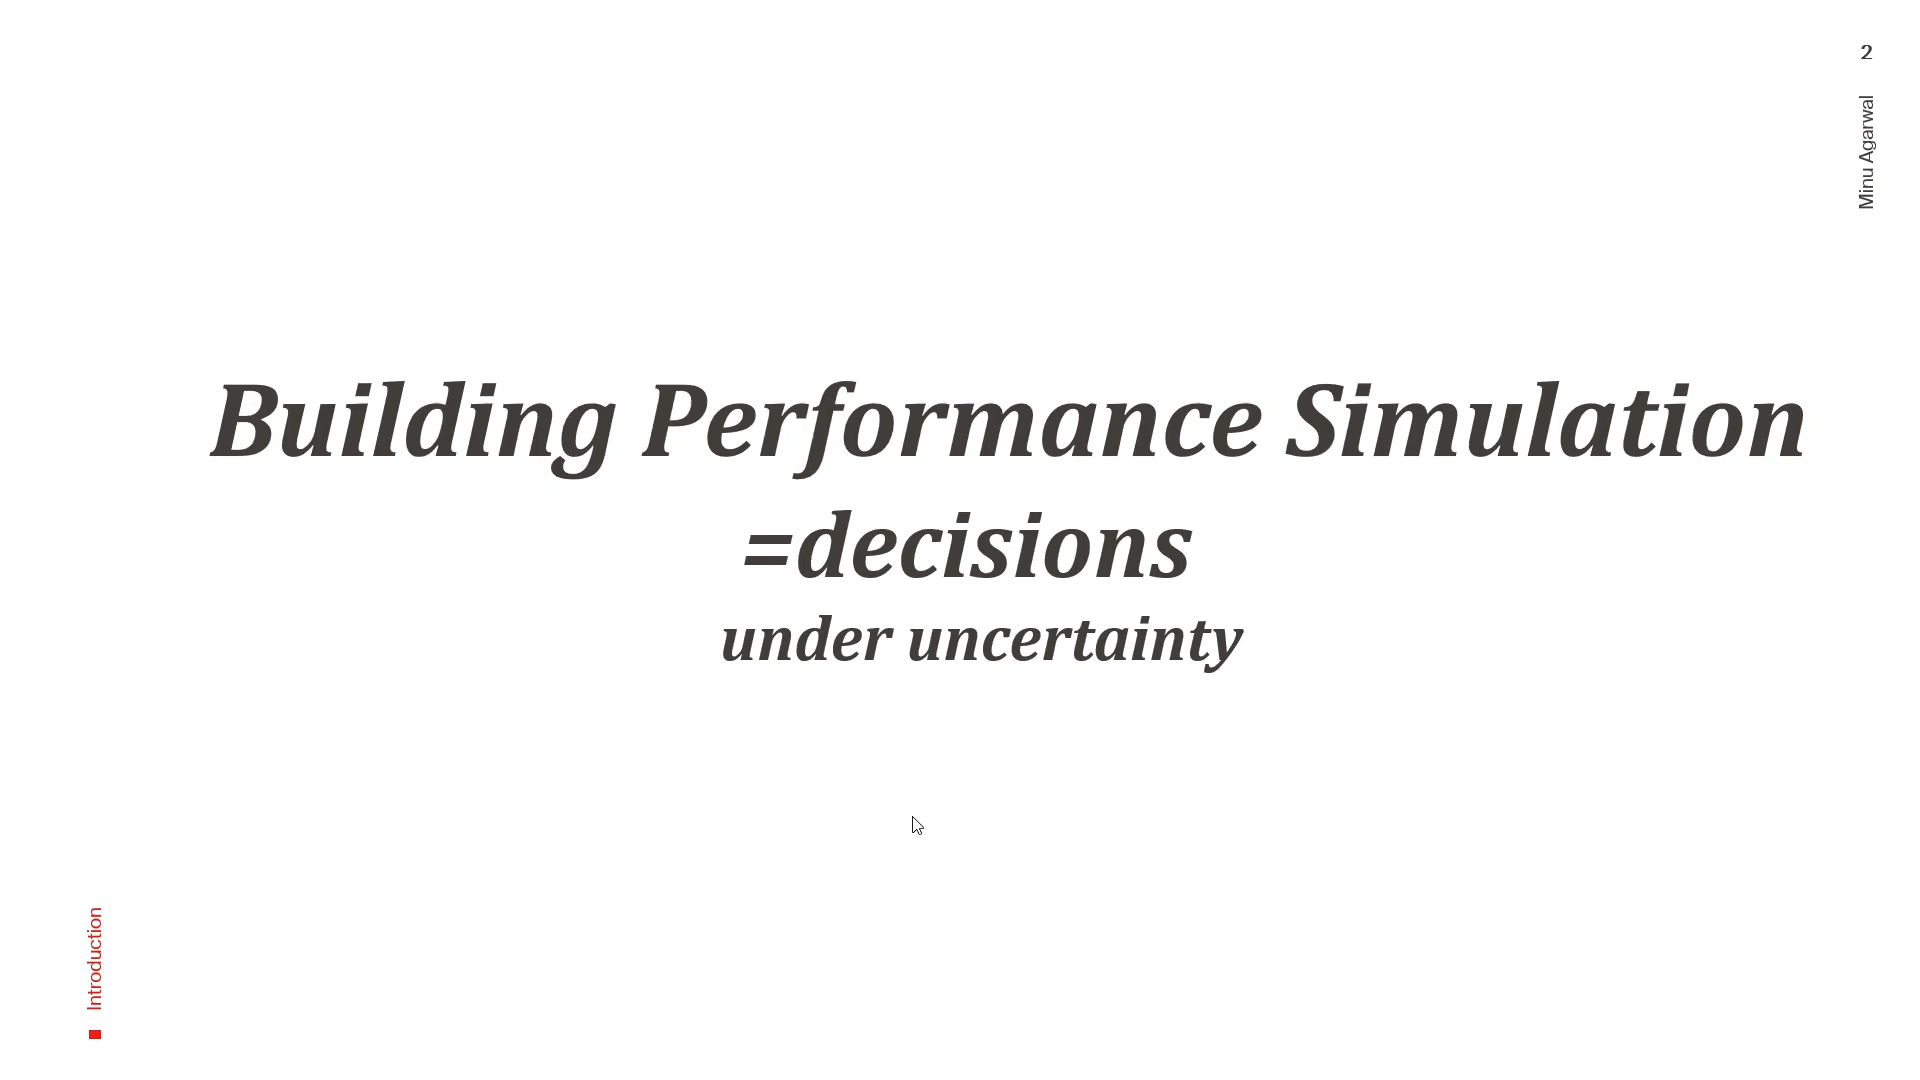 2
Minu Agarwal
Building Performance Simulation
=decisions
under uncertainty
Introduction